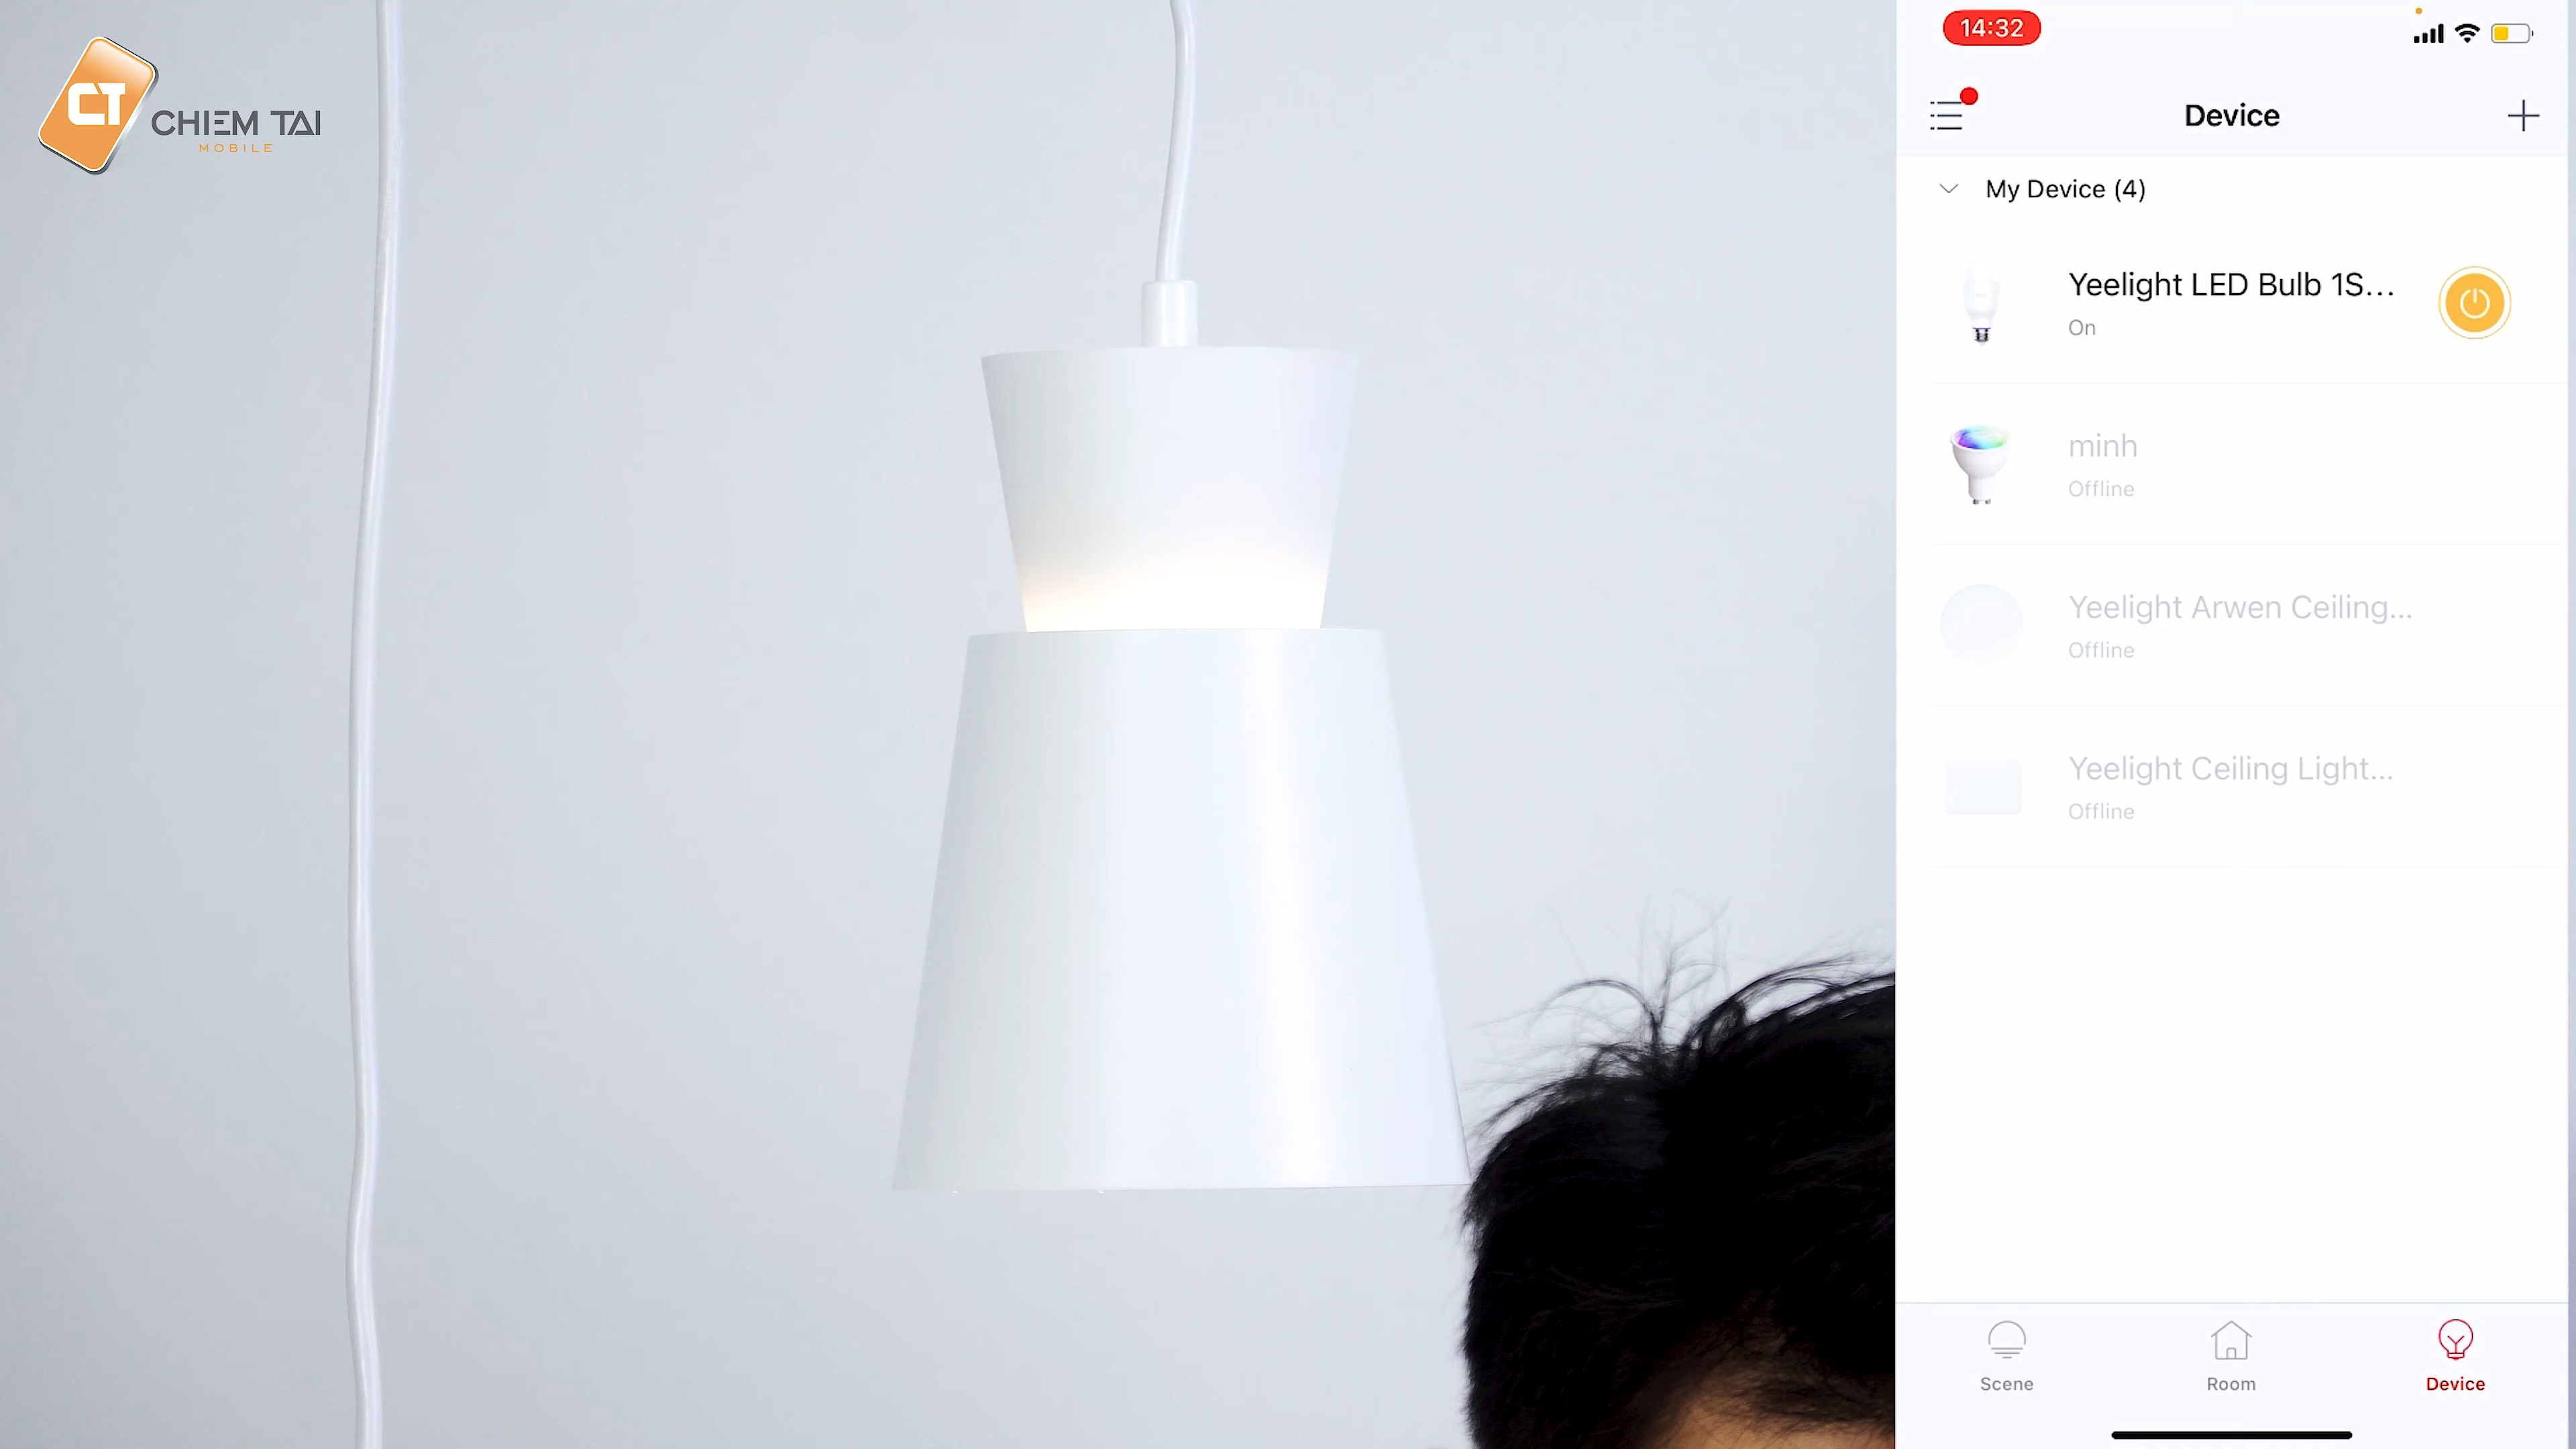 CT
CHIEM TAI
MOBILE
14:32
Device
My Device (4)
Yeelight LED Bulb 1S...
On
minh
Offline
Yeelight Arwen Ceiling...
Offline
Yeelight Ceiling Light...
Offline
Scene
Room
Device